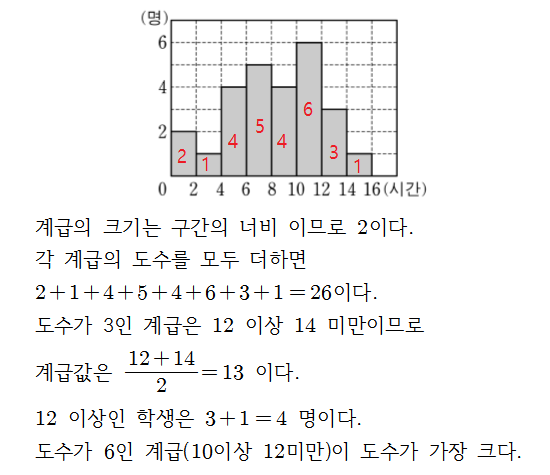 (명)
6
4
2
2 1 4 5 4 6 3 1
0 2 4 6 8 10 12 14 16(시간)
계급의 크기는 구간의 너비 이므로 2이다.
각 계급의 도수를 모두 더하면
2+1+4+5+4+6+3+1=26이다.
도수가 3인 계급은 12 이상 14 미만이므로
계급값은 (12+14)/2=13 이다.
12 이상인 학생은 3+1=4 명이다.
도수가 6인 계급(10이상 12미만)이 도수가 가장 크다.